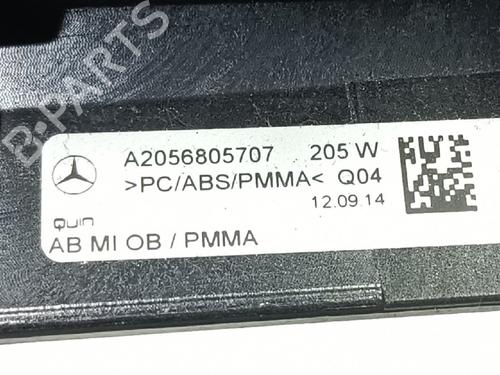 B-PARTS
A2056805707 205 W
>PC/ABS/PMMA< Q04
12.09.14
Quin
AB MI OB / PMMA